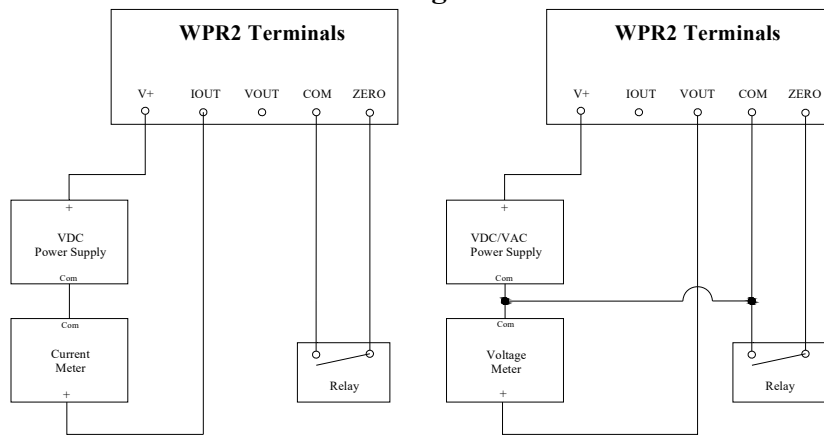 WPR2 Terminals
V+ IOUT VOUT COM ZERO
+
VDC
Power Supply
Com
Com
Current
Meter
+
Relay
WPR2 Terminals
V+ IOUT VOUT COM ZERO
+
VDC/VAC
Power Supply
Com
Com
Voltage
Meter
+
Relay